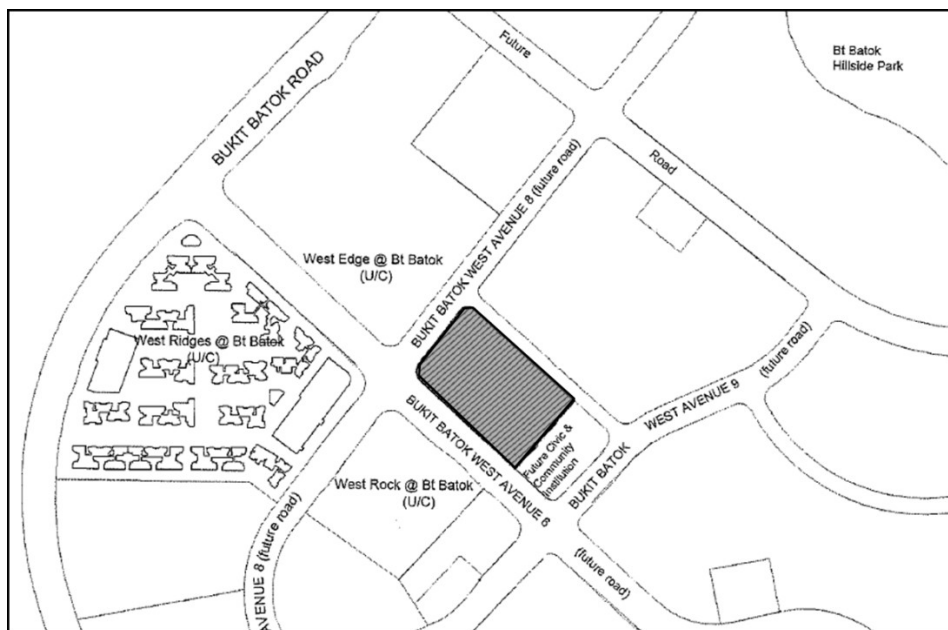 Future
Bt Batok
Hillside Park
BUKIT BATOK ROAD
Road
BUKIT BATOK WEST AVENUE 8 (future road)
West Edge @ Bt Batok
(U/C)
West Ridges @ Bt Batok
(U/C)
WEST AVENUE 9
(future road)
BUKIT BATOK WEST AVENUE 6
Future Civic &
Community
Institution
BUKIT BATOK
West Rock @ Bt Batok
(U/C)
AVENUE 8 (future road)
(future road)